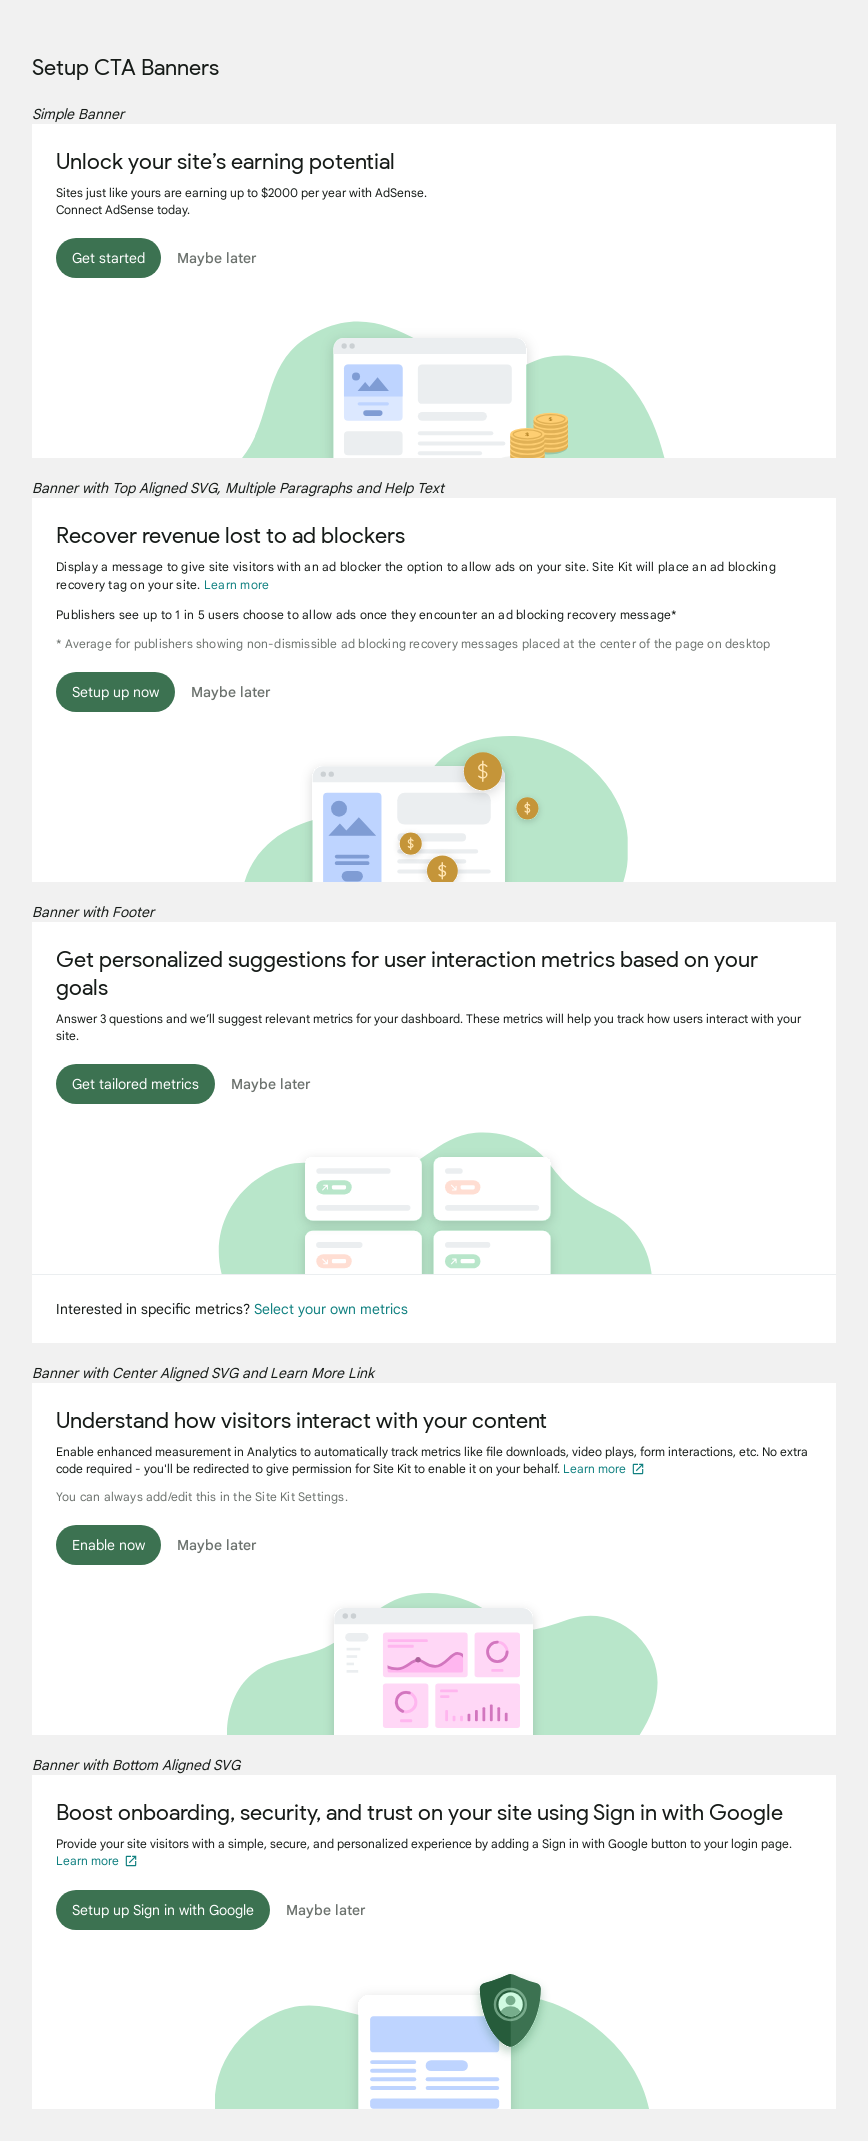 Setup CTA Banners
Simple Banner
Unlock your site’s earning potential
Sites just like yours are earning up to $2000 per year with AdSense.
Connect AdSense today.
Get started Maybe later
Banner with Top Aligned SVG, Multiple Paragraphs and Help Text
Recover revenue lost to ad blockers
Display a message to give site visitors with an ad blocker the option to allow ads on your site. Site Kit will place an ad blocking
recovery tag on your site. Learn more
Publishers see up to 1 in 5 users choose to allow ads once they encounter an ad blocking recovery message*
* Average for publishers showing non-dismissible ad blocking recovery messages placed at the center of the page on desktop
Setup up now Maybe later
$
$
$
$
Banner with Footer
Get personalized suggestions for user interaction metrics based on your
goals
Answer 3 questions and we’ll suggest relevant metrics for your dashboard. These metrics will help you track how users interact with your
site.
Get tailored metrics Maybe later
Interested in specific metrics? Select your own metrics
Banner with Center Aligned SVG and Learn More Link
Understand how visitors interact with your content
Enable enhanced measurement in Analytics to automatically track metrics like file downloads, video plays, form interactions, etc. No extra
code required - you'll be redirected to give permission for Site Kit to enable it on your behalf. Learn more
You can always add/edit this in the Site Kit Settings.
Enable now Maybe later
Banner with Bottom Aligned SVG
Boost onboarding, security, and trust on your site using Sign in with Google
Provide your site visitors with a simple, secure, and personalized experience by adding a Sign in with Google button to your login page.
Learn more
Setup up Sign in with Google Maybe later